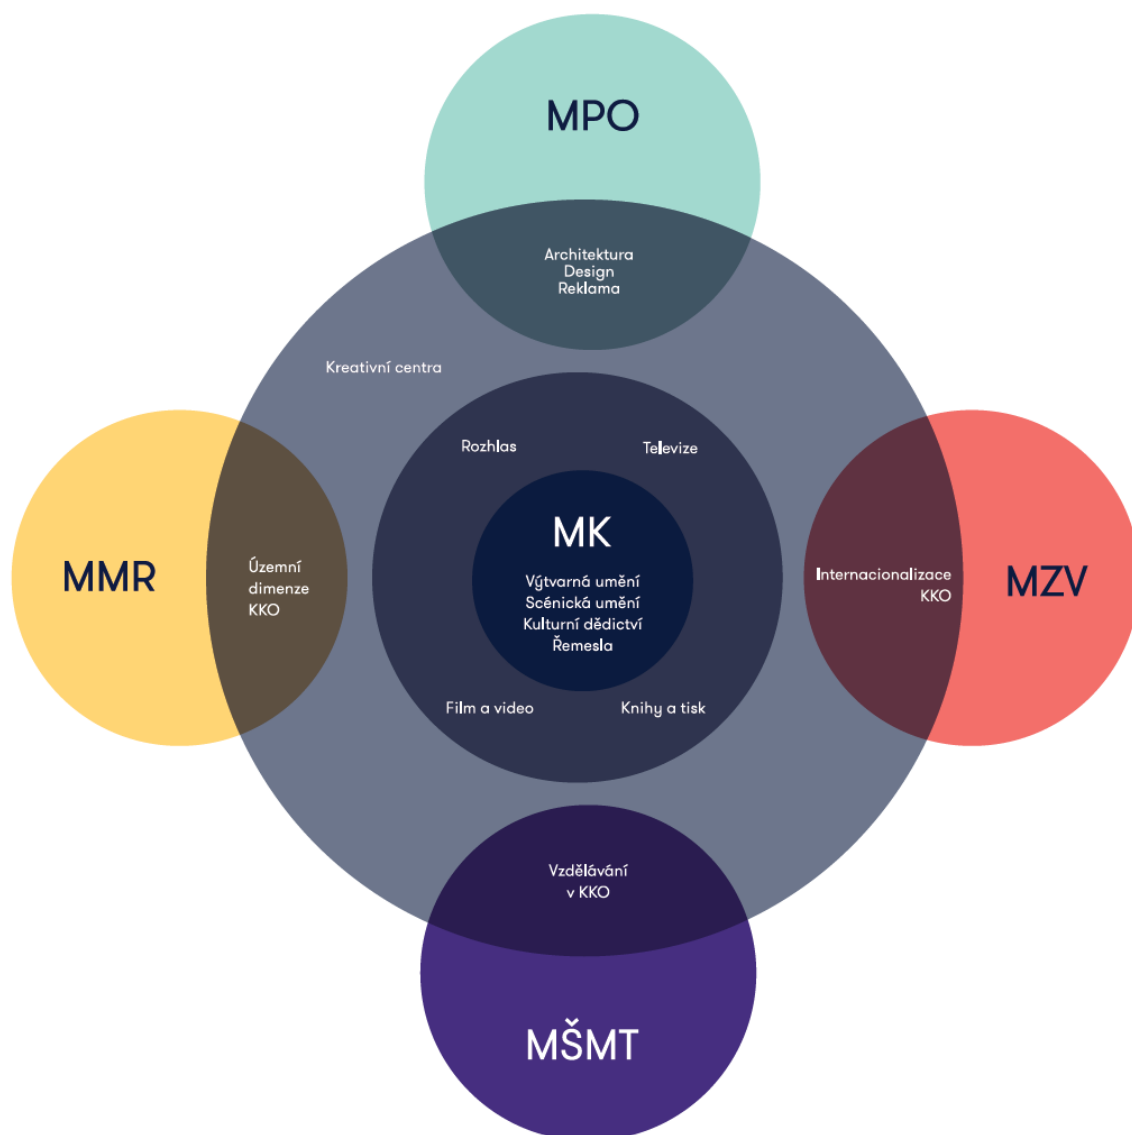 MPO
Architektura
Design
Reklama
Kreativní centra
Rozhlas
Televize
MK
Výtvarná umění
Scénická umění
Kulturní dědictví
Řemesla
MMR
Územní
dimenze
KKO
Internacionalizace
KKO
MZV
Film a video
Knihy a tisk
Vzdělávání
v KKO
MŠMT